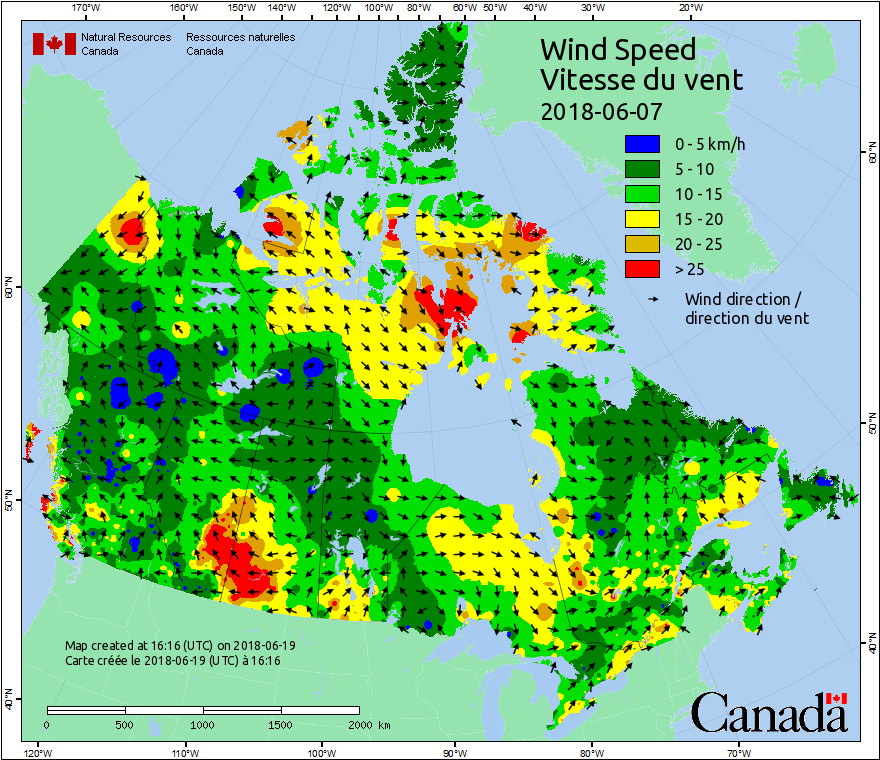 170°W 160°W 150°W 140°W 120°W 100°W 80°W 60°W 50°W 40°W 30°W 20°W
Natural Resources Ressources naturelles
Canada Canada
Wind Speed
Vitesse du vent
2018-06-07
0 - 5 km/h
5 - 10
10 - 15
15 - 20
20 - 25
> 25
Wind direction /
direction du vent
60°N
60°N
50°N
50°N
40°N
40°N
Map created at 16:16 (UTC) on 2018-06-19
Carte créée le 2018-06-19 (UTC) à 16:16
0 500 1000 1500 2000 km
Canada
120°W 110°W 100°W 90°W 80°W 70°W